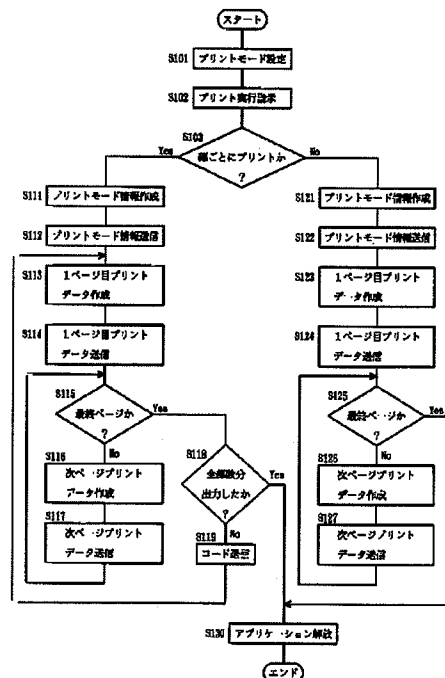 スタート
S101 プリントモード設定
S102 プリント実行指示
S103
部ごとにプリントか
?
Yes
No
S111 プリントモード情報作成
S112 プリントモード情報送信
S113 1ページ目プリント
データ作成
S114 1ページ目プリント
データ送信
S115
最終ページか
?
Yes
No
S116
次ページプリント
データ作成
S117
次ページプリント
データ送信
S118
全部数分
出力したか
?
Yes
No
S119
コード送信
S121 プリントモード情報作成
S122 プリントモード情報送信
S123 1ページ目プリント
データ作成
S124 1ページ目プリント
データ送信
S125
最終ページか
?
Yes
No
S126
次ページプリント
データ作成
S127
次ページプリント
データ送信
S130 アプリケーション解放
エンド